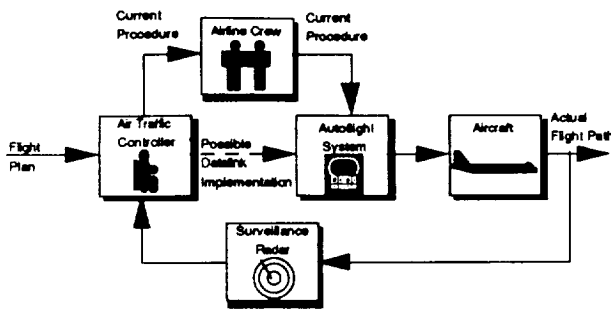 Current
Procedure
Airline Crew
Current
Procedure
Flight
Plan
Air Traffic
Controller
Possible
Datalink
Implementation
Autoflight
System
Aircraft
Actual
Flight Path
Surveillance
Radar